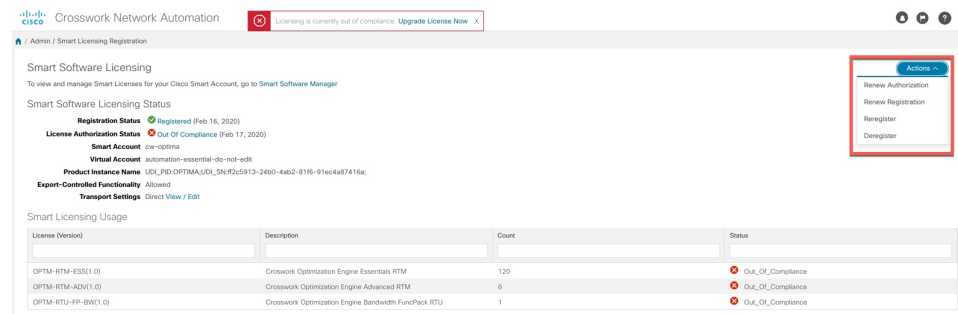 CISCO Crosswork Network Automation
Licensing is currently out of compliance. Upgrade License Now X
/ Admin / Smart Licensing Registration
Smart Software Licensing
Actions
To view and manage Smart Licenses for your Cisco Smart Account, go to Smart Software Manager
Renew Authorization
Renew Registration
Reregister
Deregister
Smart Software Licensing Status
Registration Status Registered (Feb 16, 2020)
License Authorization Status Out Of Compliance (Feb 17, 2020)
Smart Account cw-optima
Virtual Account automation-essential-do-not-edit
Product Instance Name UDI_PID:OPTIMA;UDI_SN:ff2c5913-24b0-4ab2-81f6-91ec4a87416a;
Export-Controlled Functionality Allowed
Transport Settings Direct View / Edit
Smart Licensing Usage
License (Version) Description Count Status
OPTM-RTM-ESS(1.0) Croswork Optimization Engine Essentials RTM 120 Out_Of_Compliance
OPTM-RTM-ADV(1.0) Crosswork Optimization Engine Advanced RTM 6 Out_Of_Compliance
OPTM-RTU-FP-BW(1.0) Crosswork Optimization Engine Bandwidth FuncPack RTU 1 Out_Of_Compliance